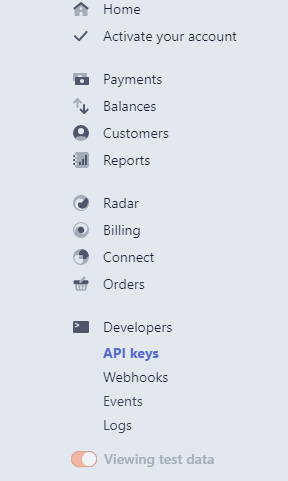 Home
Activate your account
Payments
Balances
Customers
Reports
Radar
Billing
Connect
Orders
Developers
API keys
Webhooks
Events
Logs
Viewing test data